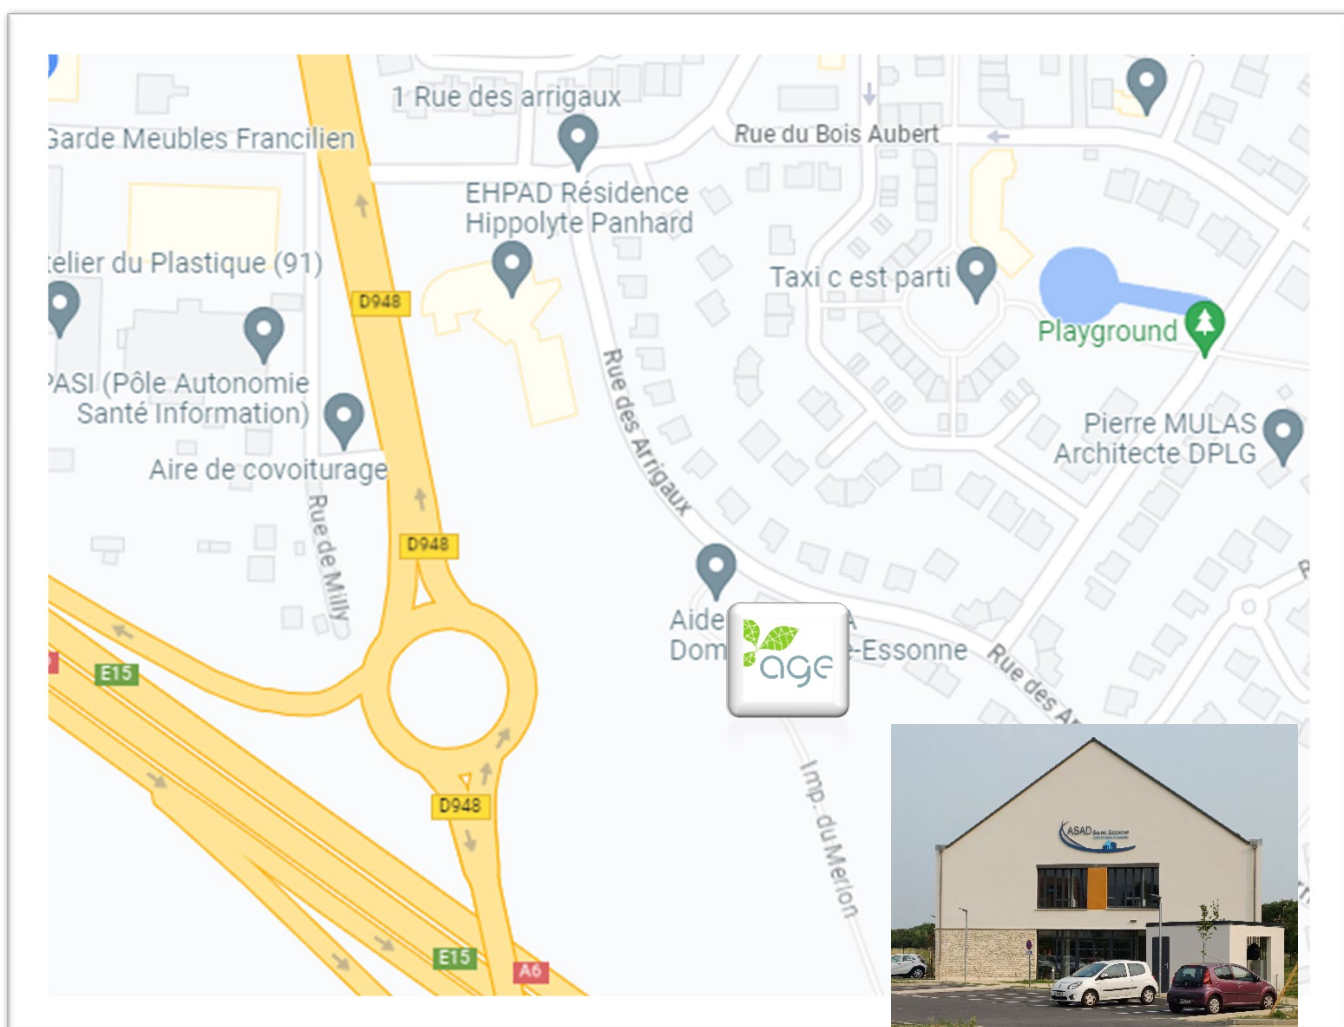 1 Rue des arrigaux
Garde Meubles Francilien
Rue du Bois Aubert
EHPAD Résidence
Hippolyte Panhard
telier du Plastique (91)
Taxi c est parti
D948
Playground
PASI (Pôle Autonomie
Santé Information)
Rue des Arrigaux
Pierre MULAS
Architecte DPLG
Aire de covoiturage
Rue de Milly
D948
Aide
Dom
e-Essonne
age
E15
Rue des Ar
Imp. du Merlon
D948
E15
A6
ASAD